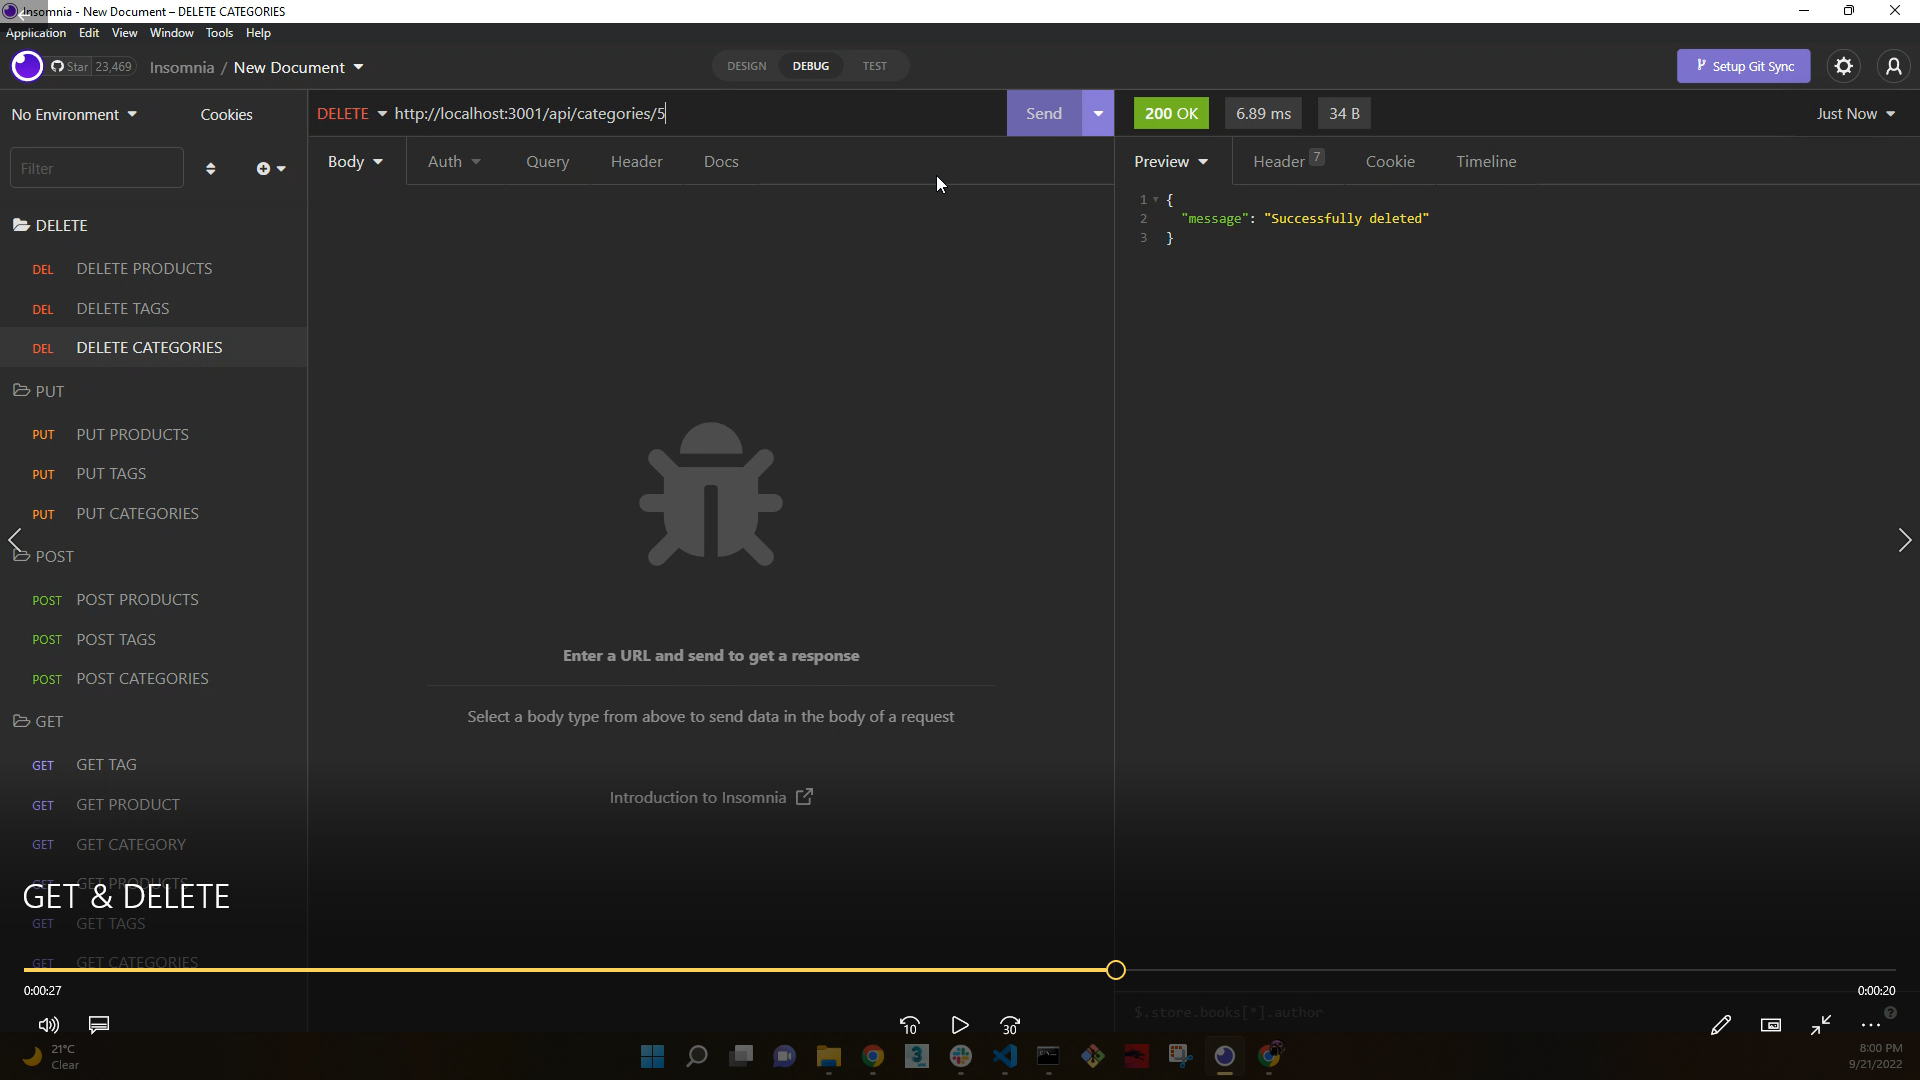 Insomnia - New Document – DELETE CATEGORIES
Application Edit View Window Tools Help
Star 23,469 Insomnia / New Document DESIGN DEBUG TEST Setup Git Sync
No Environment Cookies DELETE http://localhost:3001/api/categories/5 Send 200 OK 6.89 ms 34 B Just Now
Filter Body Auth Query Header Docs Preview Header 7 Cookie Timeline
1 {
2 "message": "Successfully deleted"
3 }
DELETE
DEL DELETE PRODUCTS
DEL DELETE TAGS
DEL DELETE CATEGORIES
PUT
PUT PUT PRODUCTS
PUT PUT TAGS
PUT PUT CATEGORIES
POST
POST POST PRODUCTS
POST POST TAGS
POST POST CATEGORIES
GET
GET GET TAG
GET GET PRODUCT
GET GET CATEGORY
GET GET PRODUCTS
GET GET TAGS
GET GET CATEGORIES
Enter a URL and send to get a response
Select a body type from above to send data in the body of a request
Introduction to Insomnia
GET & DELETE
0:00:27 0:00:20
$.store.books[*].author
10 30
21°C
Clear
8:00 PM
9/21/2022